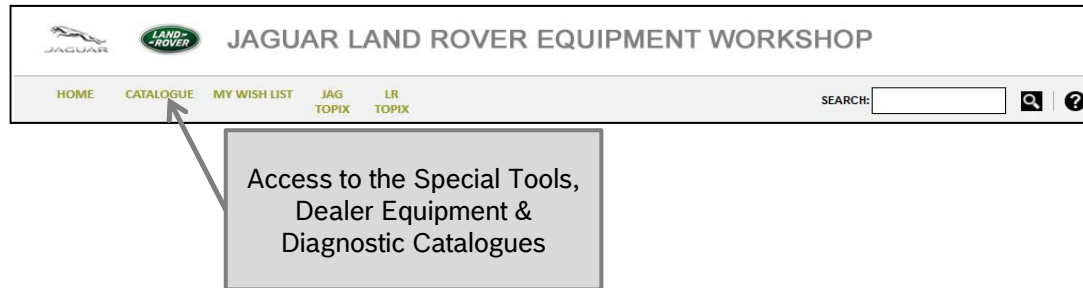 JAGUAR
LAND-
-ROVER
JAGUAR LAND ROVER EQUIPMENT WORKSHOP
HOME CATALOGUE MY WISH LIST JAG TOPIX LR TOPIX SEARCH: ?
Access to the Special Tools,
Dealer Equipment &
Diagnostic Catalogues